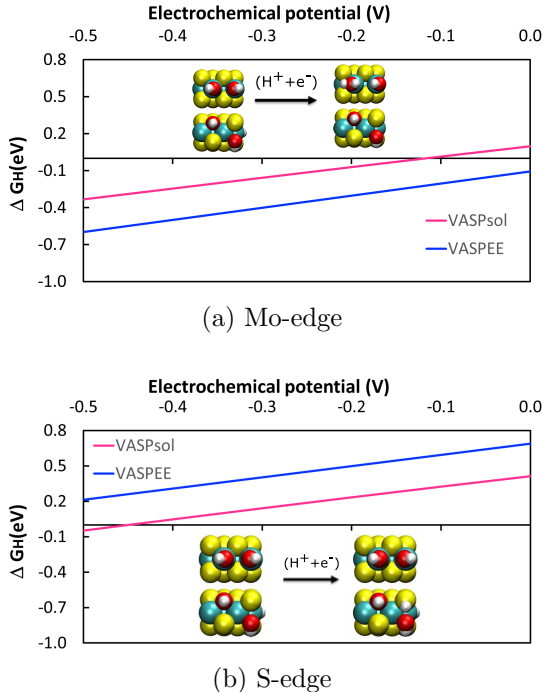 Electrochemical potential (V)
-0.5 -0.4 -0.3 -0.2 -0.1 0.0
0.8
0.5
0.2
-0.1
-0.4
-0.7
-1.0
Δ GH(eV)
(H⁺+e⁻)
VASPsol
VASPEE
(a) Mo-edge
Electrochemical potential (V)
-0.5 -0.4 -0.3 -0.2 -0.1 0.0
0.8
0.5
0.2
-0.1
-0.4
-0.7
-1.0
Δ GH(eV)
VASPsol
VASPEE
(H⁺+e⁻)
(b) S-edge